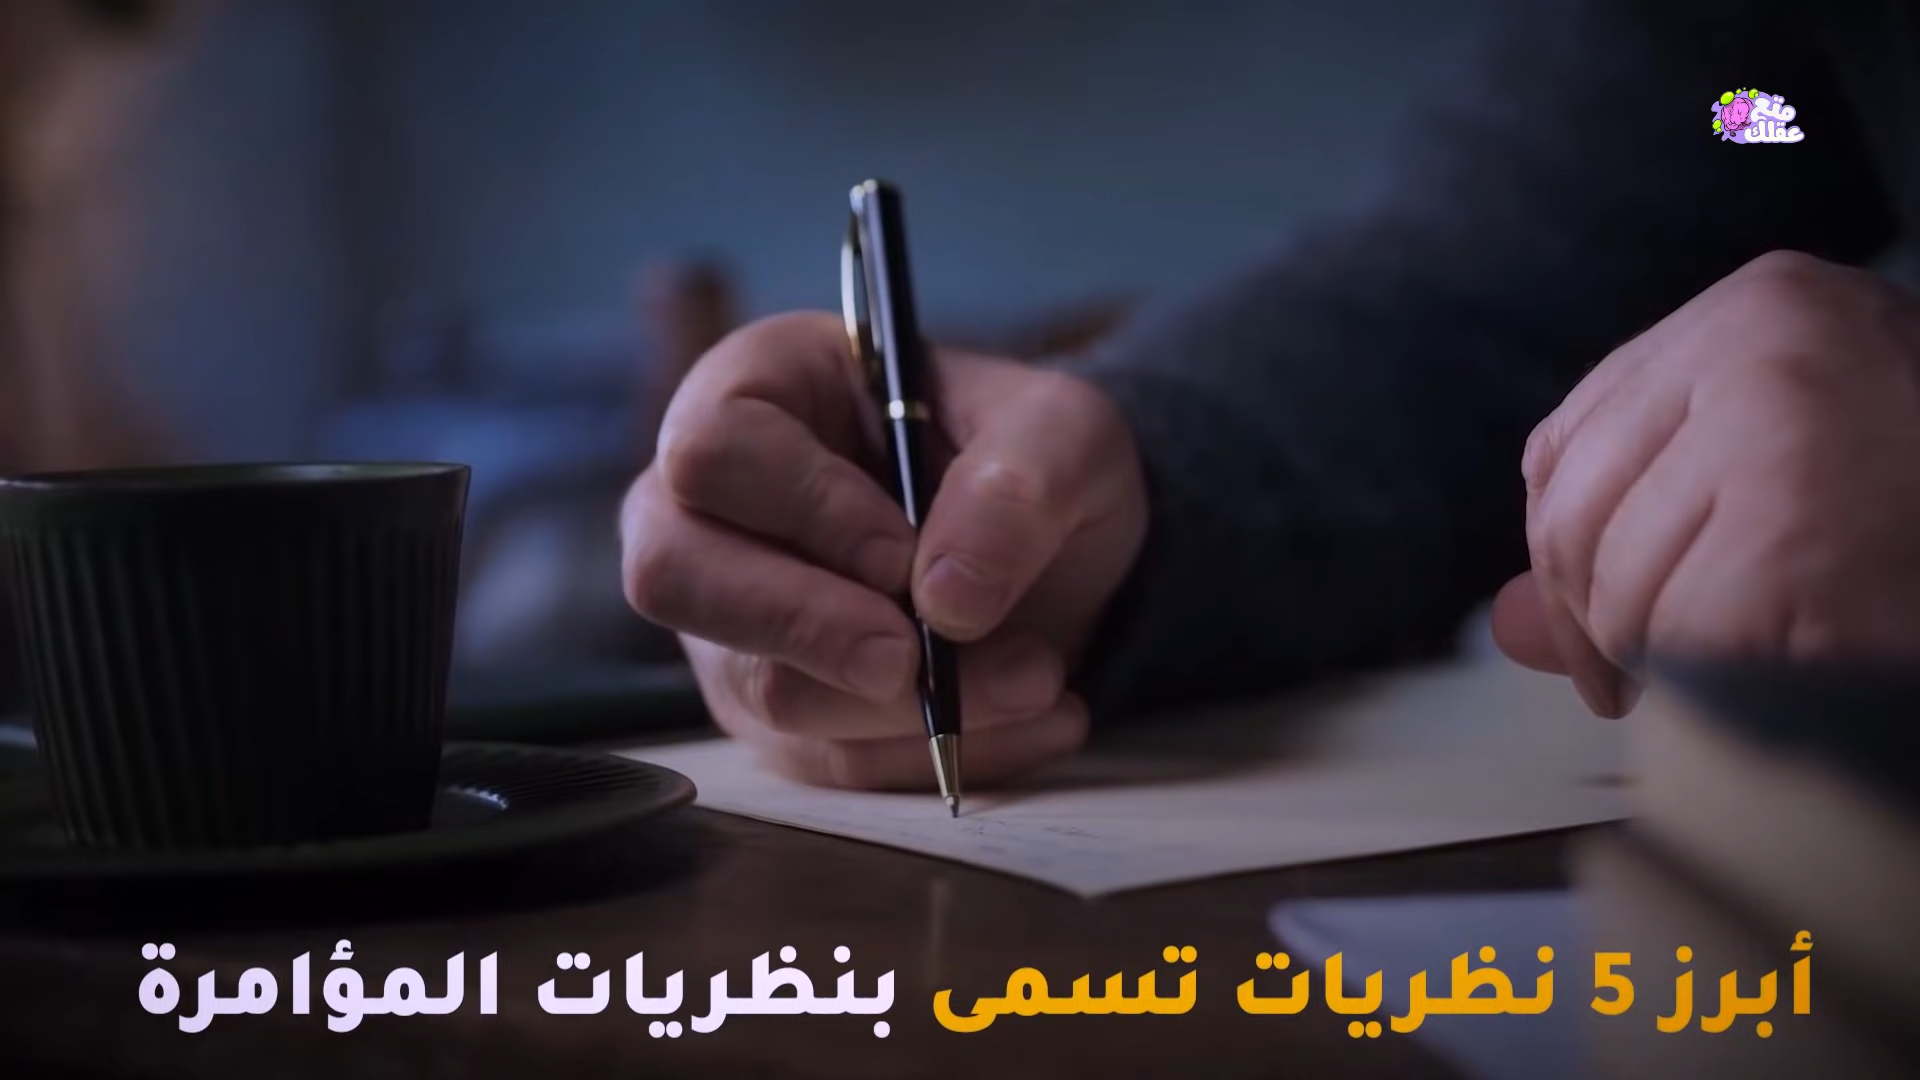 متع
عقلك
أبرز 5 نظريات تسمى بنظريات المؤامرة